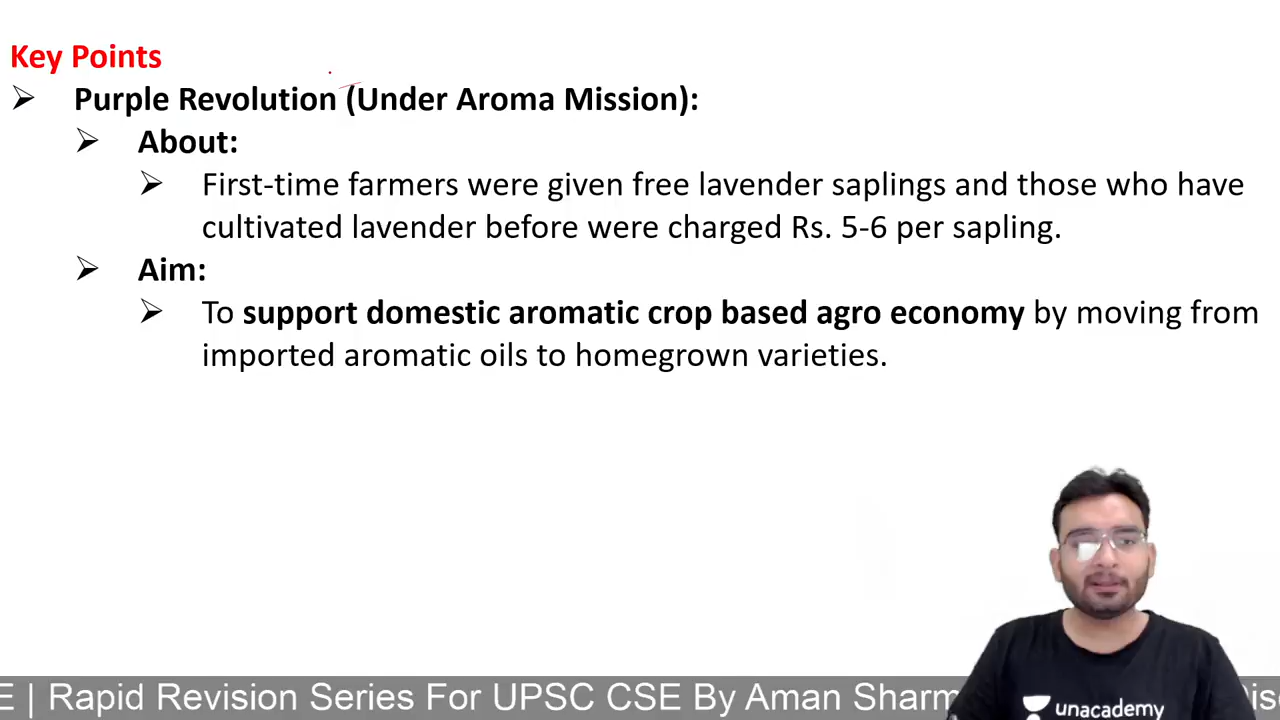 Key Points
Purple Revolution (Under Aroma Mission):
About:
First-time farmers were given free lavender saplings and those who have
cultivated lavender before were charged Rs. 5-6 per sapling.
Aim:
To support domestic aromatic crop based agro economy by moving from
imported aromatic oils to homegrown varieties.
E | Rapid Revision Series For UPSC CSE By Aman Sharm
unacademy